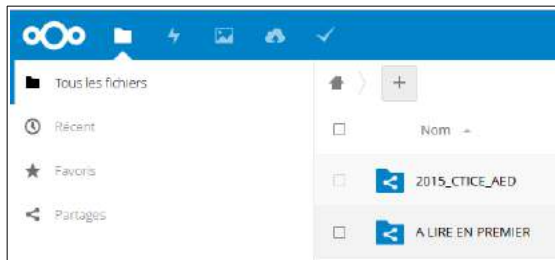 Tous les fichiers
Récent
Favoris
Partages
Nom
2015_CTICE_AED
A LIRE EN PREMIER